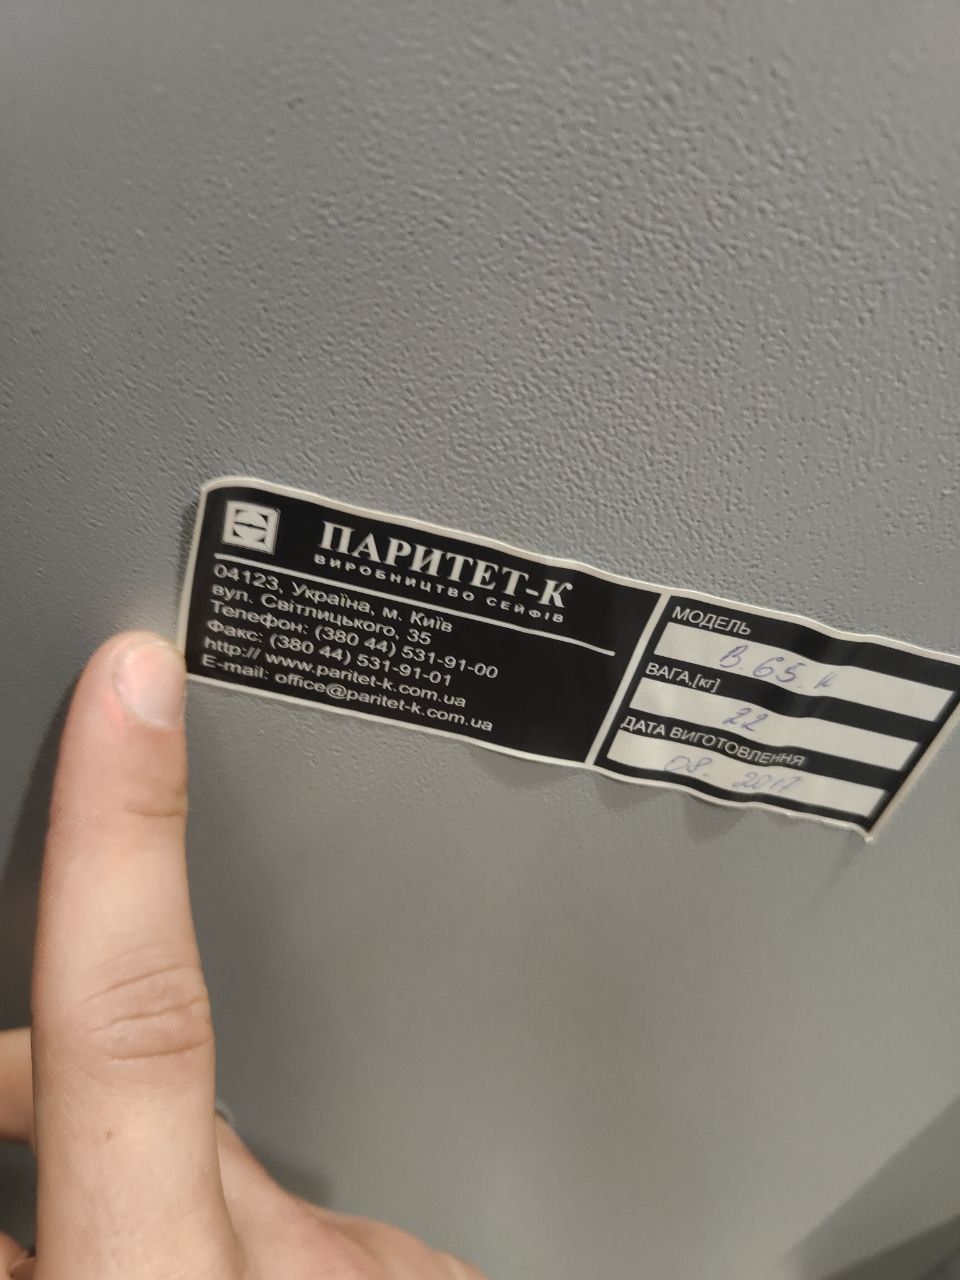 ПАРИТЕТ-К
ВИРОБНИЦТВО СЕЙФІВ
04123, Україна, м. Київ
вул. Світлицького, 35
Телефон: (380 44) 531-91-00
Факс: (380 44) 531-91-01
http:// www.paritet-k.com.ua
E-mail: office@paritet-k.com.ua
МОДЕЛЬ
В.65.к
ВАГА,[кг]
22
ДАТА ВИГОТОВЛЕННЯ
08. 2017